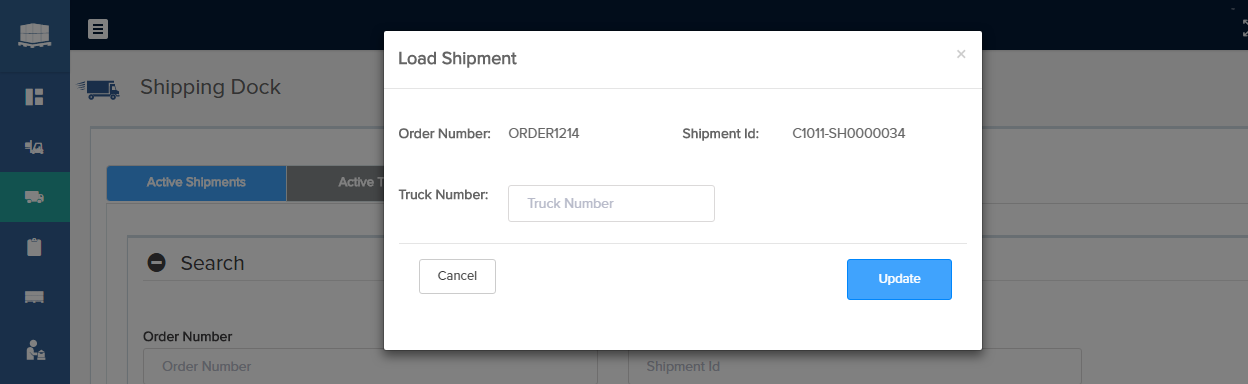 Load Shipment
×
Shipping Dock
Order Number: ORDER1214 Shipment Id: C1011-SH0000034
Active Shipments Active T
Truck Number: Truck Number
Search
Cancel Update
Order Number
Order Number Shipment Id